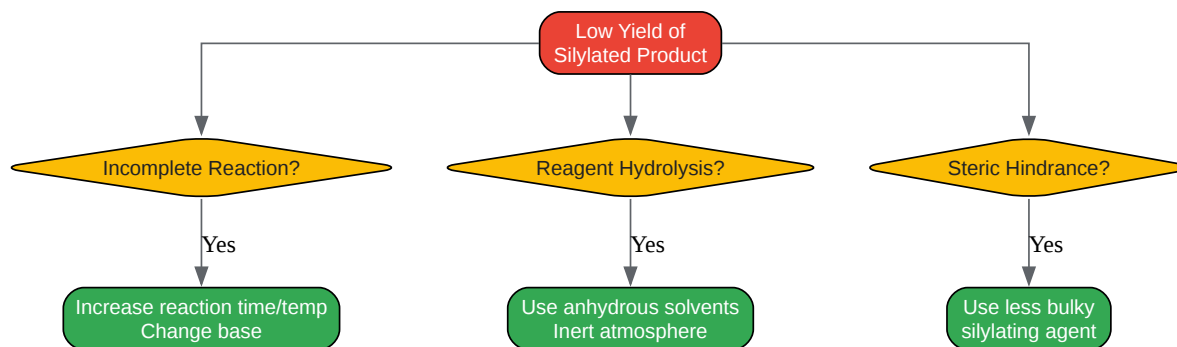 Low Yield of
Silylated Product
Incomplete Reaction?
Reagent Hydrolysis?
Steric Hindrance?
Yes
Yes
Yes
Increase reaction time/temp
Change base
Use anhydrous solvents
Inert atmosphere
Use less bulky
silylating agent